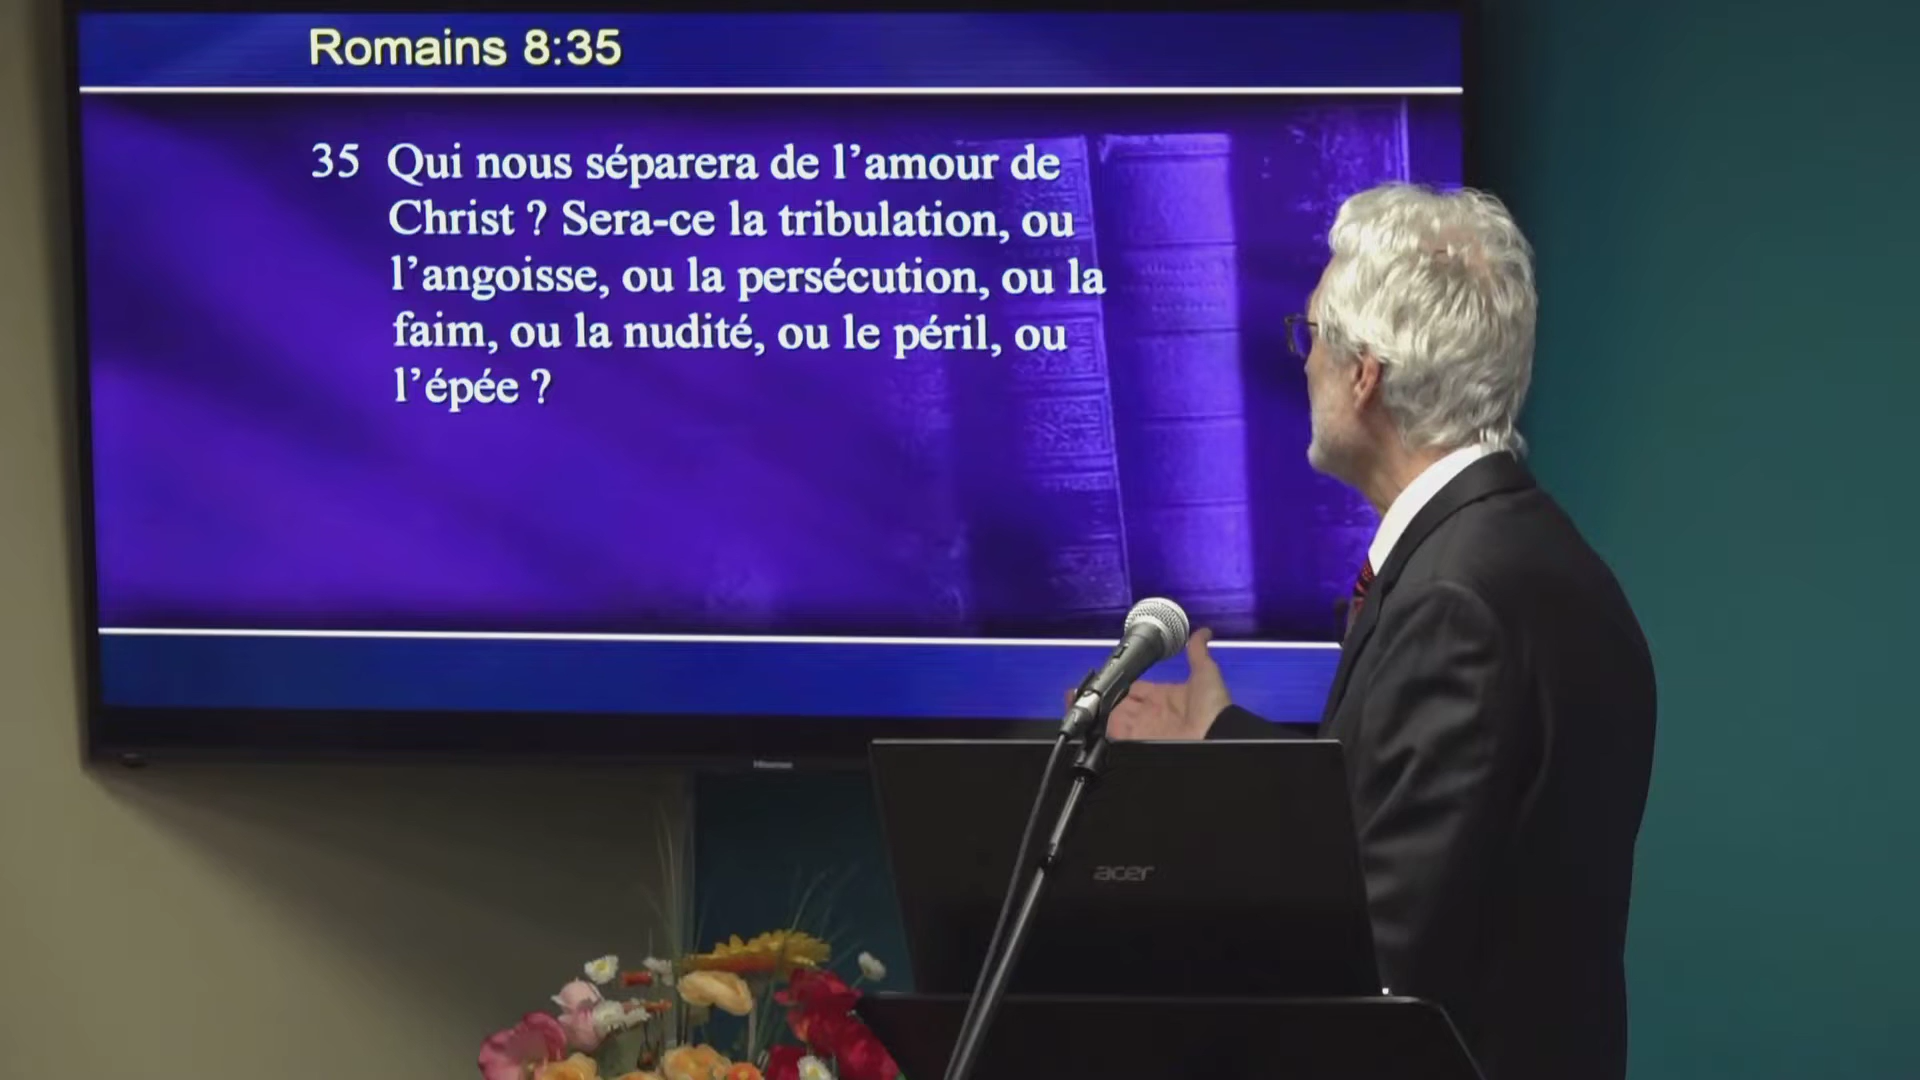 Romains 8:35
35 Qui nous séparera de l’amour de
Christ ? Sera-ce la tribulation, ou
l’angoisse, ou la persécution, ou la
faim, ou la nudité, ou le péril, ou
l’épée ?
Hisense
acer